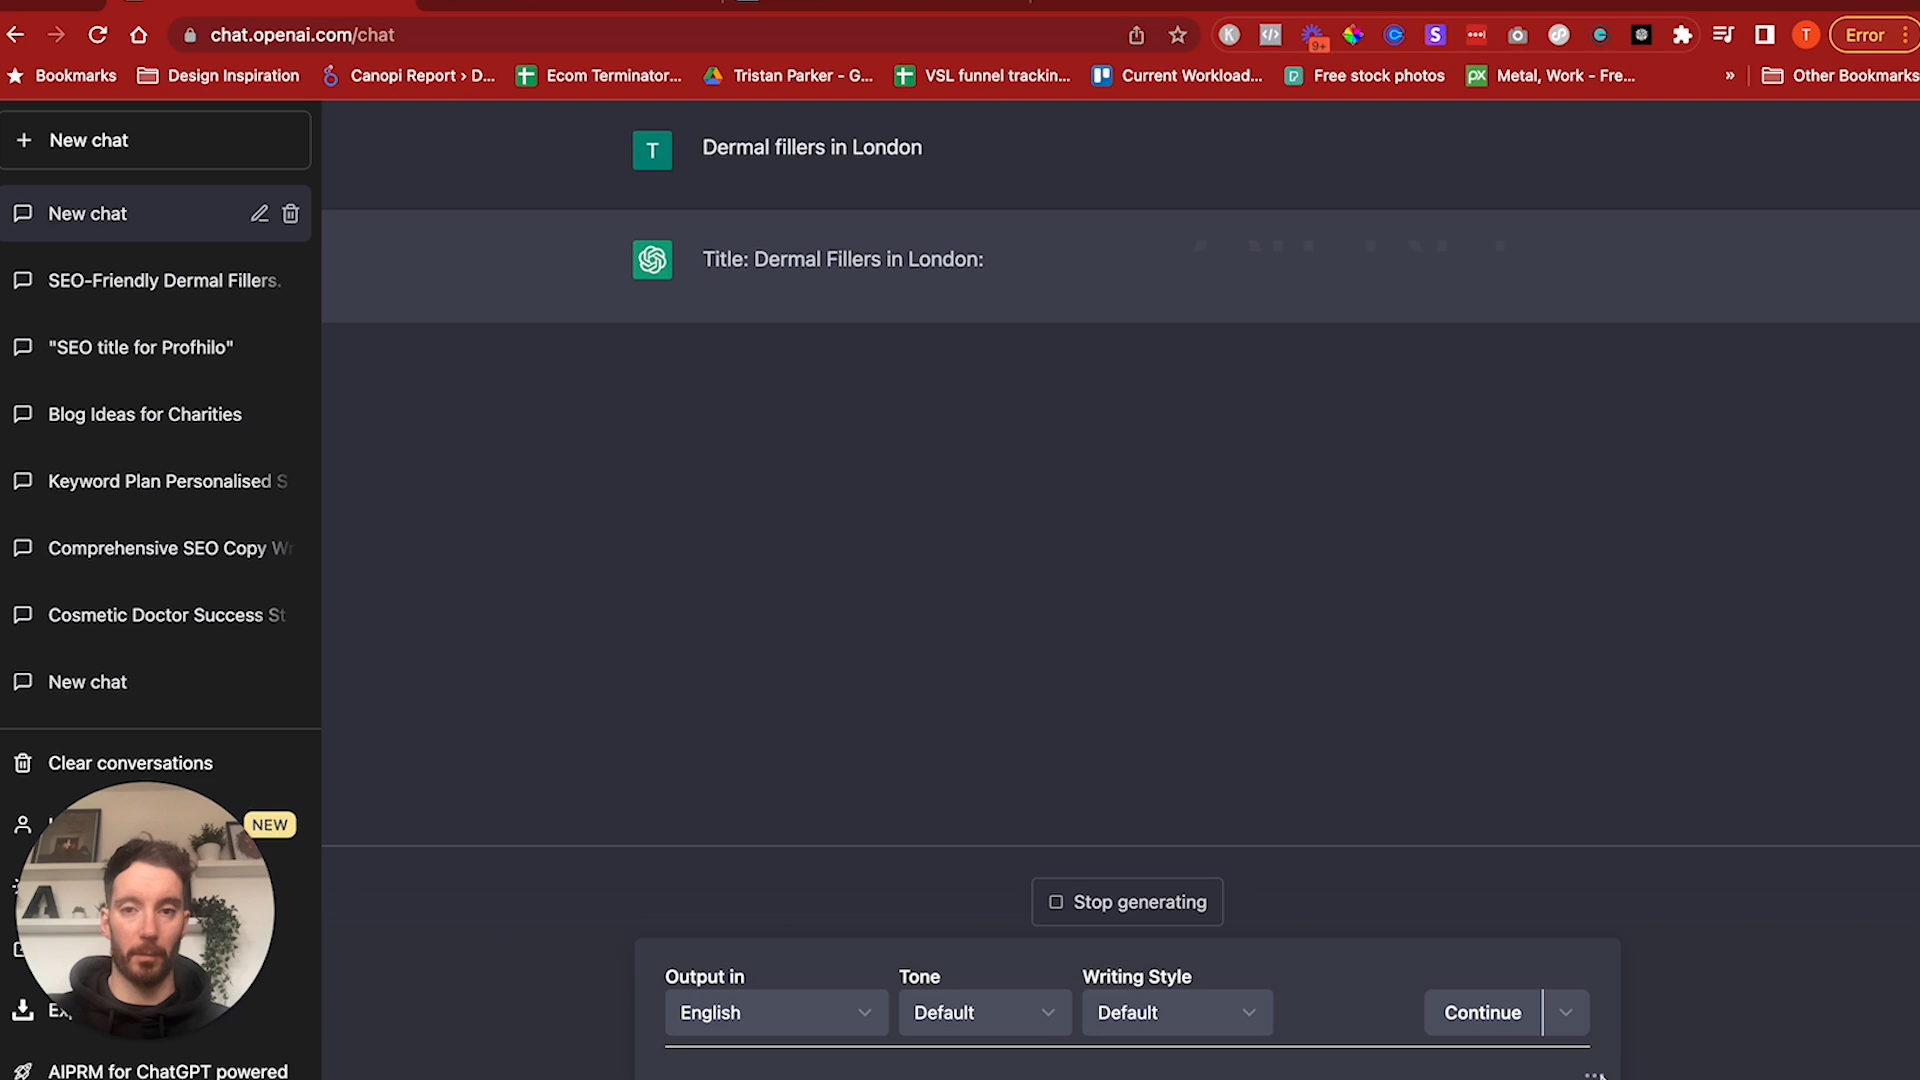 chat.openai.com/chat
9+
T
Error
Bookmarks
Design Inspiration
Canopi Report › D...
Ecom Terminator...
Tristan Parker - G...
VSL funnel trackin...
Current Workload...
Free stock photos
px
Metal, Work - Fre...
»
Other Bookmarks
New chat
New chat
SEO-Friendly Dermal Fillers.
"SEO title for Profhilo"
Blog Ideas for Charities
Keyword Plan Personalised S
Comprehensive SEO Copy Wr
Cosmetic Doctor Success St
New chat
Clear conversations
NEW
AIPRM for ChatGPT powered
T
Dermal fillers in London
Title: Dermal Fillers in London:
Stop generating
Output in
Tone
Writing Style
English
Default
Default
Continue